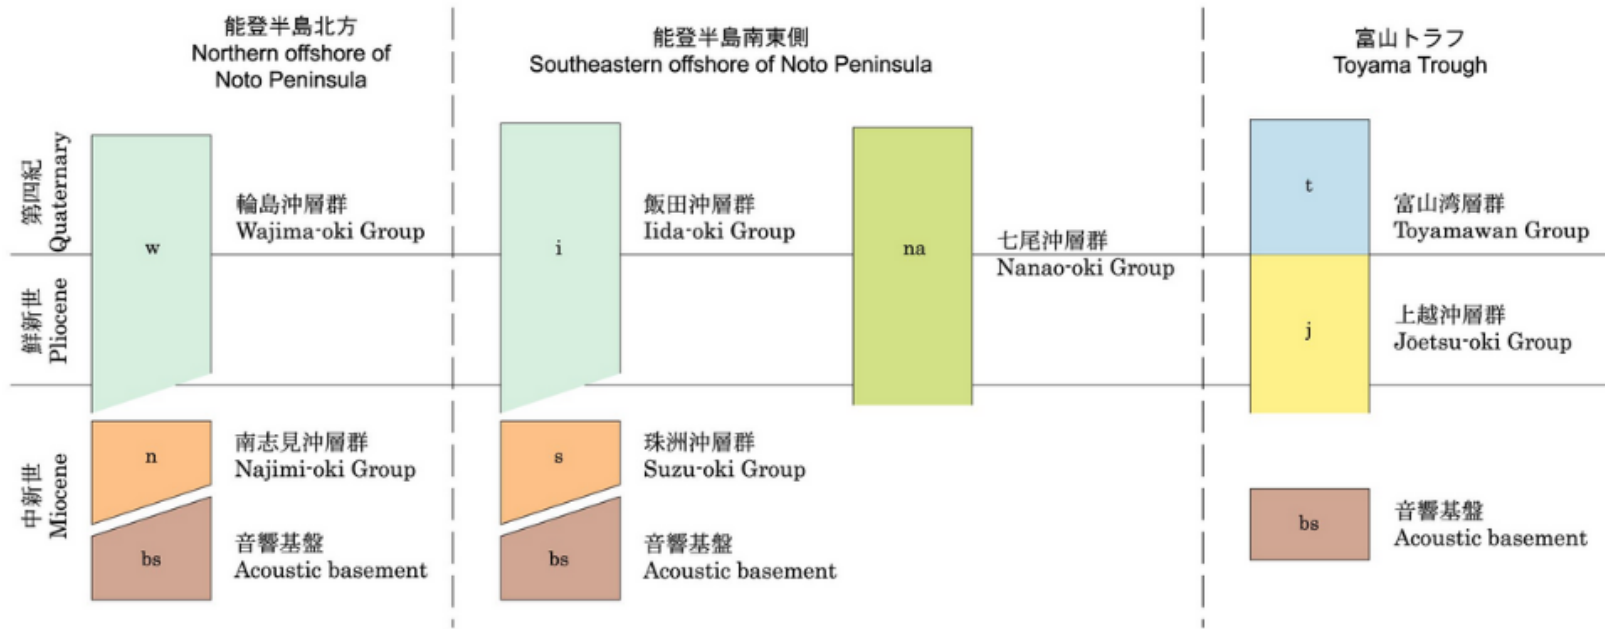 能登半島北方
Northern offshore of
Noto Peninsula
能登半島南東側
Southeastern offshore of Noto Peninsula
富山トラフ
Toyama Trough
第四紀
Quaternary
w
輪島沖層群
Wajima-oki Group
i
飯田沖層群
Iida-oki Group
na
七尾沖層群
Nanao-oki Group
t
富山湾層群
Toyamawan Group
鮮新世
Pliocene
j
上越沖層群
Jōetsu-oki Group
中新世
Miocene
n
南志見沖層群
Najimi-oki Group
s
珠洲沖層群
Suzu-oki Group
bs
音響基盤
Acoustic basement
bs
音響基盤
Acoustic basement
bs
音響基盤
Acoustic basement